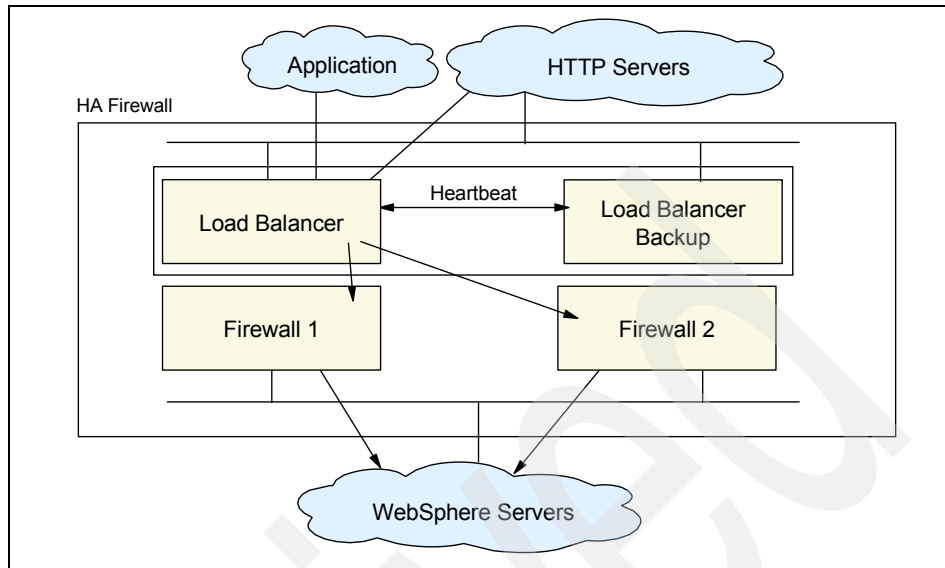 Application
HTTP Servers
HA Firewall
Heartbeat
Load Balancer
Load Balancer
Backup
Firewall 1
Firewall 2
WebSphere Servers